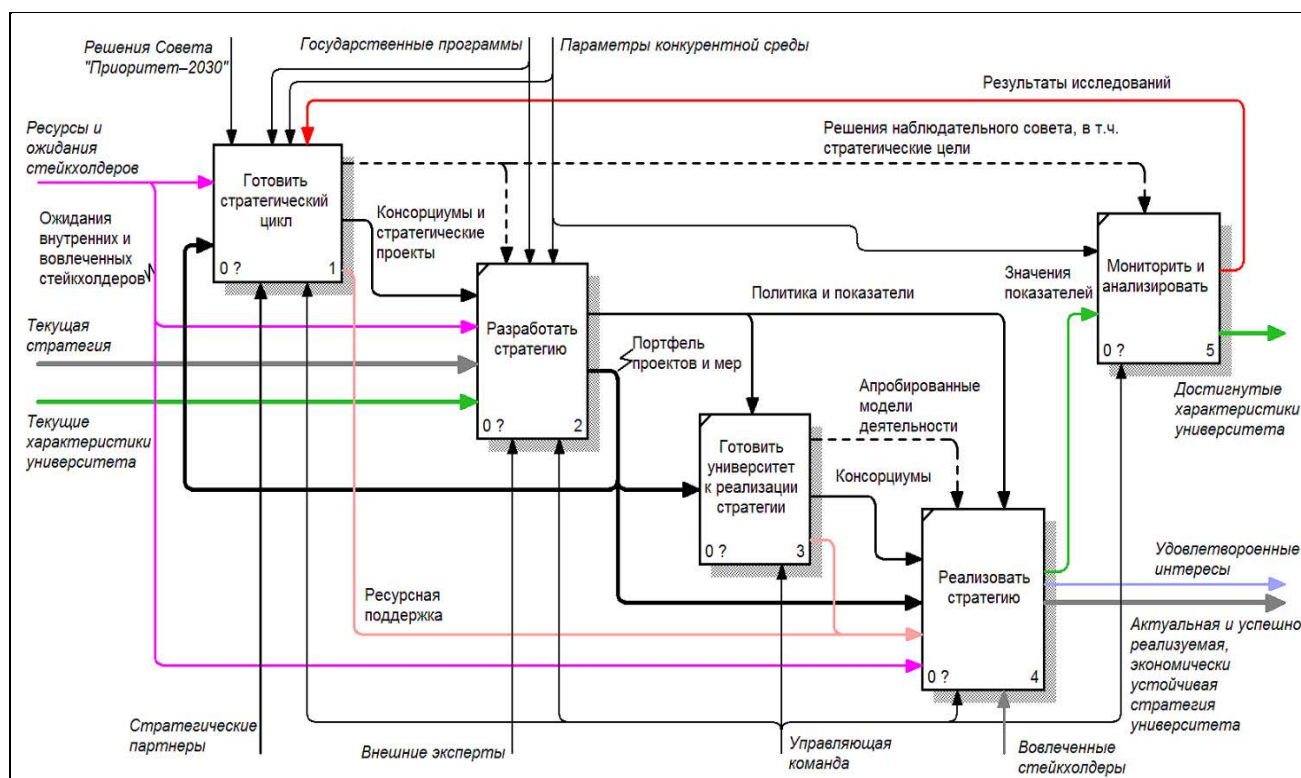 Решения Совета
"Приоритет–2030"
Государственные программы
Параметры конкурентной среды
Результаты исследований
Ресурсы и
ожидания
стейкхолдеров
Решения наблюдательного совета, в т.ч.
стратегические цели
Готовить
стратегический
цикл
0 ?
1
Ожидания
внутренних и
вовлеченных
стейкхолдеров
Консорциумы и
стратегические
проекты
Мониторить и
анализировать
0 ?
5
Значения
показателей
Текущая
стратегия
Разработать
стратегию
0 ?
2
Политика и показатели
Портфель
проектов и мер
Текущие
характеристики
университета
Апробированные
модели
деятельности
Достигнутые
характеристики
университета
Готовить
университет
к реализации
стратегии
0 ?
3
Консорциумы
Реализовать
стратегию
0 ?
4
Удовлетворенные
интересы
Ресурсная
поддержка
Актуальная и успешно
реализуемая,
экономически
устойчивая
стратегия
университета
Стратегические
партнеры
Внешние эксперты
Управляющая
команда
Вовлеченные
стейкхолдеры